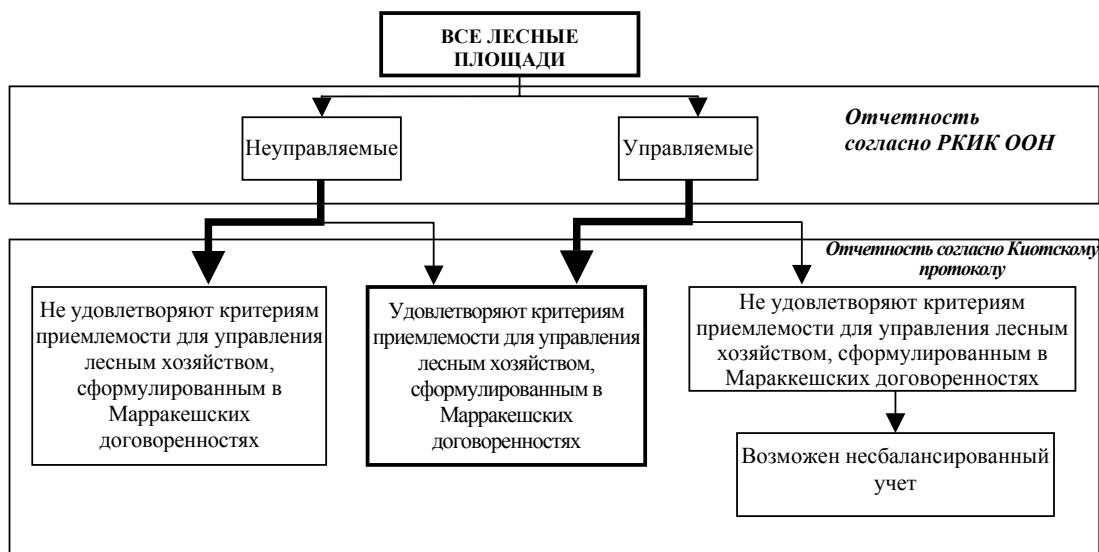 ВСЕ ЛЕСНЫЕ
ПЛОЩАДИ
Отчетность
согласно РКИК ООН
Неуправляемые
Управляемые
Отчетность согласно Киотскому
протоколу
Не удовлетворяют критериям
приемлемости для управления
лесным хозяйством,
сформулированным в
Марракешских
договоренностях
Удовлетворяют критериям
приемлемости для управления
лесным хозяйством,
сформулированным в
Марракешских
договоренностях
Не удовлетворяют критериям
приемлемости для управления лесным
хозяйством, сформулированным в
Мараккешских договоренностях
Возможен несбалансированный
учет